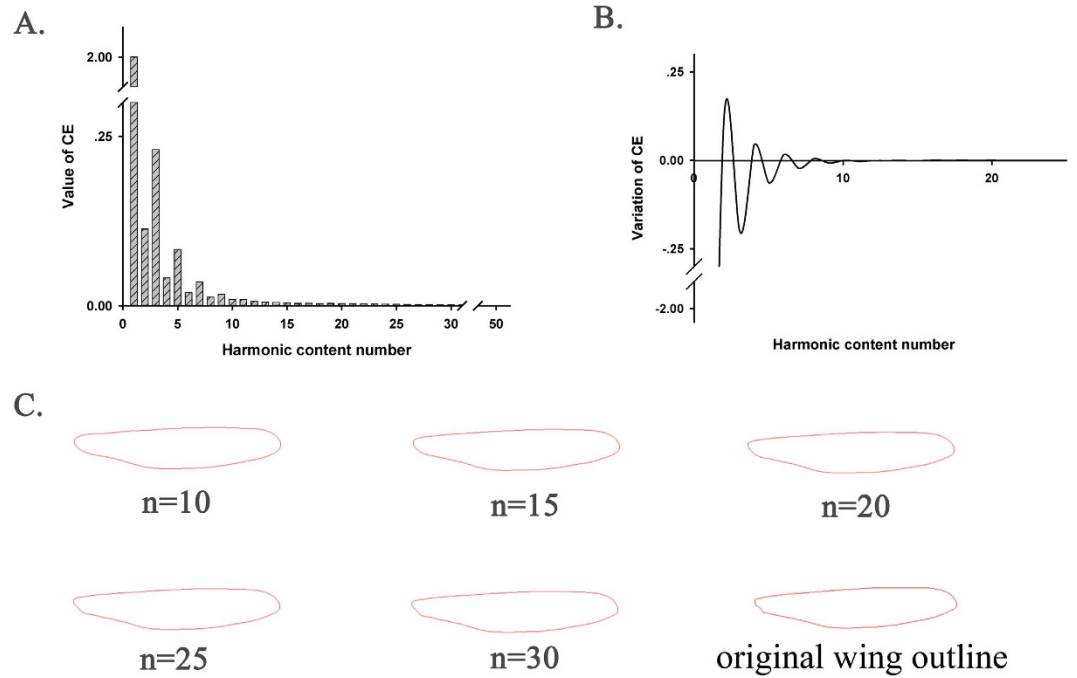 A.
2.00
.25
0.00
Value of CE
0 5 10 15 20 25 30 50
Harmonic content number
B.
.25
0.00
-.25
-2.00
Variation of CE
0 10 20
Harmonic content number
C.
n=10 n=15 n=20
n=25 n=30 original wing outline